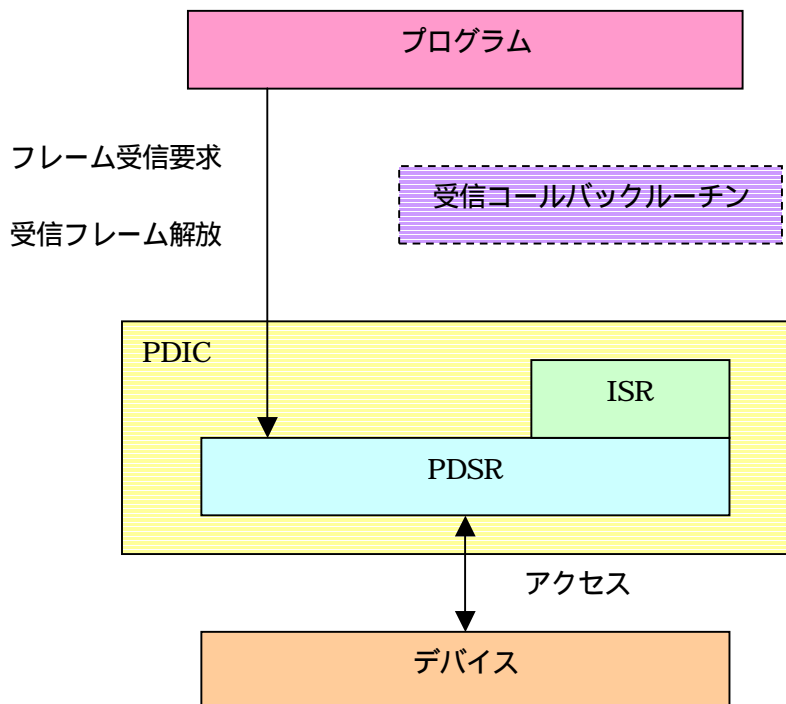 プログラム
フレーム受信要求
受信コールバックルーチン
受信フレーム解放
PDIC
ISR
PDSR
アクセス
デバイス